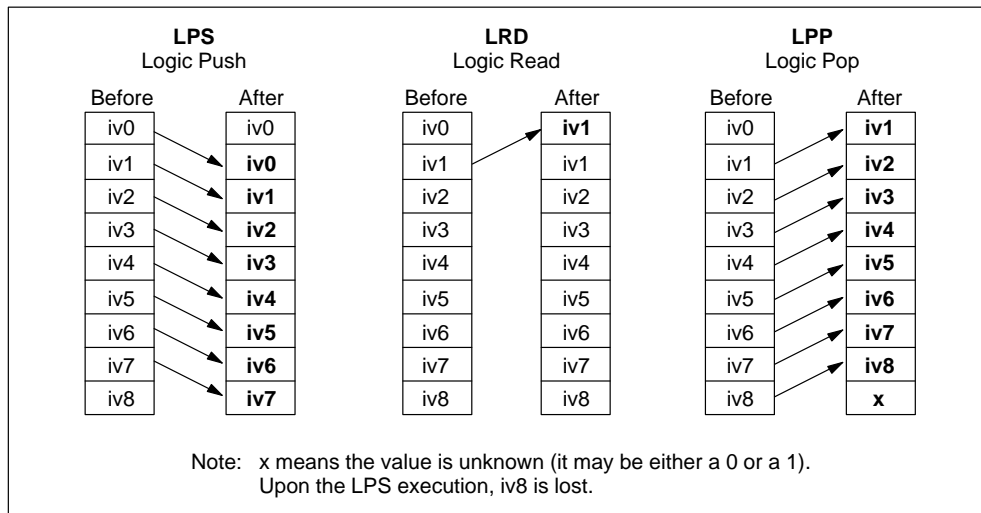 LPS LRD LPP
Logic Push Logic Read Logic Pop
Before After Before After Before After
iv0 iv0 iv0 iv1 iv0 iv1
iv1 iv0 iv1 iv1 iv1 iv2
iv2 iv1 iv2 iv2 iv2 iv3
iv3 iv2 iv3 iv3 iv3 iv4
iv4 iv3 iv4 iv4 iv4 iv5
iv5 iv4 iv5 iv5 iv5 iv6
iv6 iv5 iv6 iv6 iv6 iv7
iv7 iv6 iv7 iv7 iv7 iv8
iv8 iv7 iv8 iv8 iv8 x
Note: x means the value is unknown (it may be either a 0 or a 1).
Upon the LPS execution, iv8 is lost.